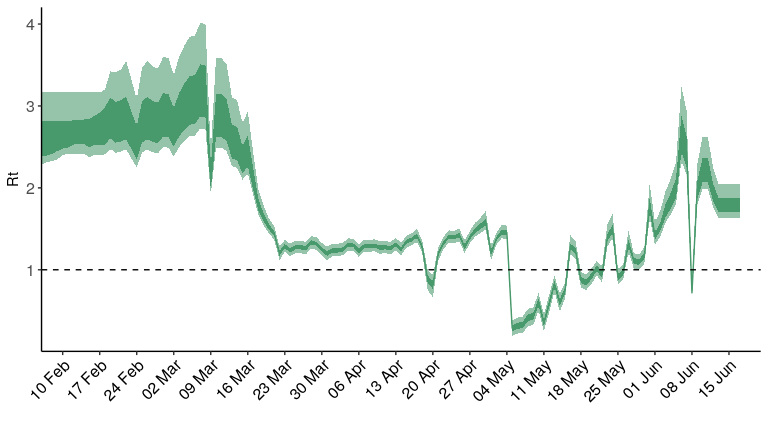 4
3
2
1
Rt
10 Feb
17 Feb
24 Feb
02 Mar
09 Mar
16 Mar
23 Mar
30 Mar
06 Apr
13 Apr
20 Apr
27 Apr
04 May
11 May
18 May
25 May
01 Jun
08 Jun
15 Jun